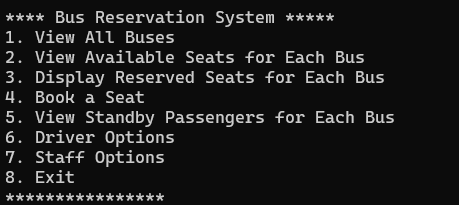 **** Bus Reservation System *****
1. View All Buses
2. View Available Seats for Each Bus
3. Display Reserved Seats for Each Bus
4. Book a Seat
5. View Standby Passengers for Each Bus
6. Driver Options
7. Staff Options
8. Exit
****************